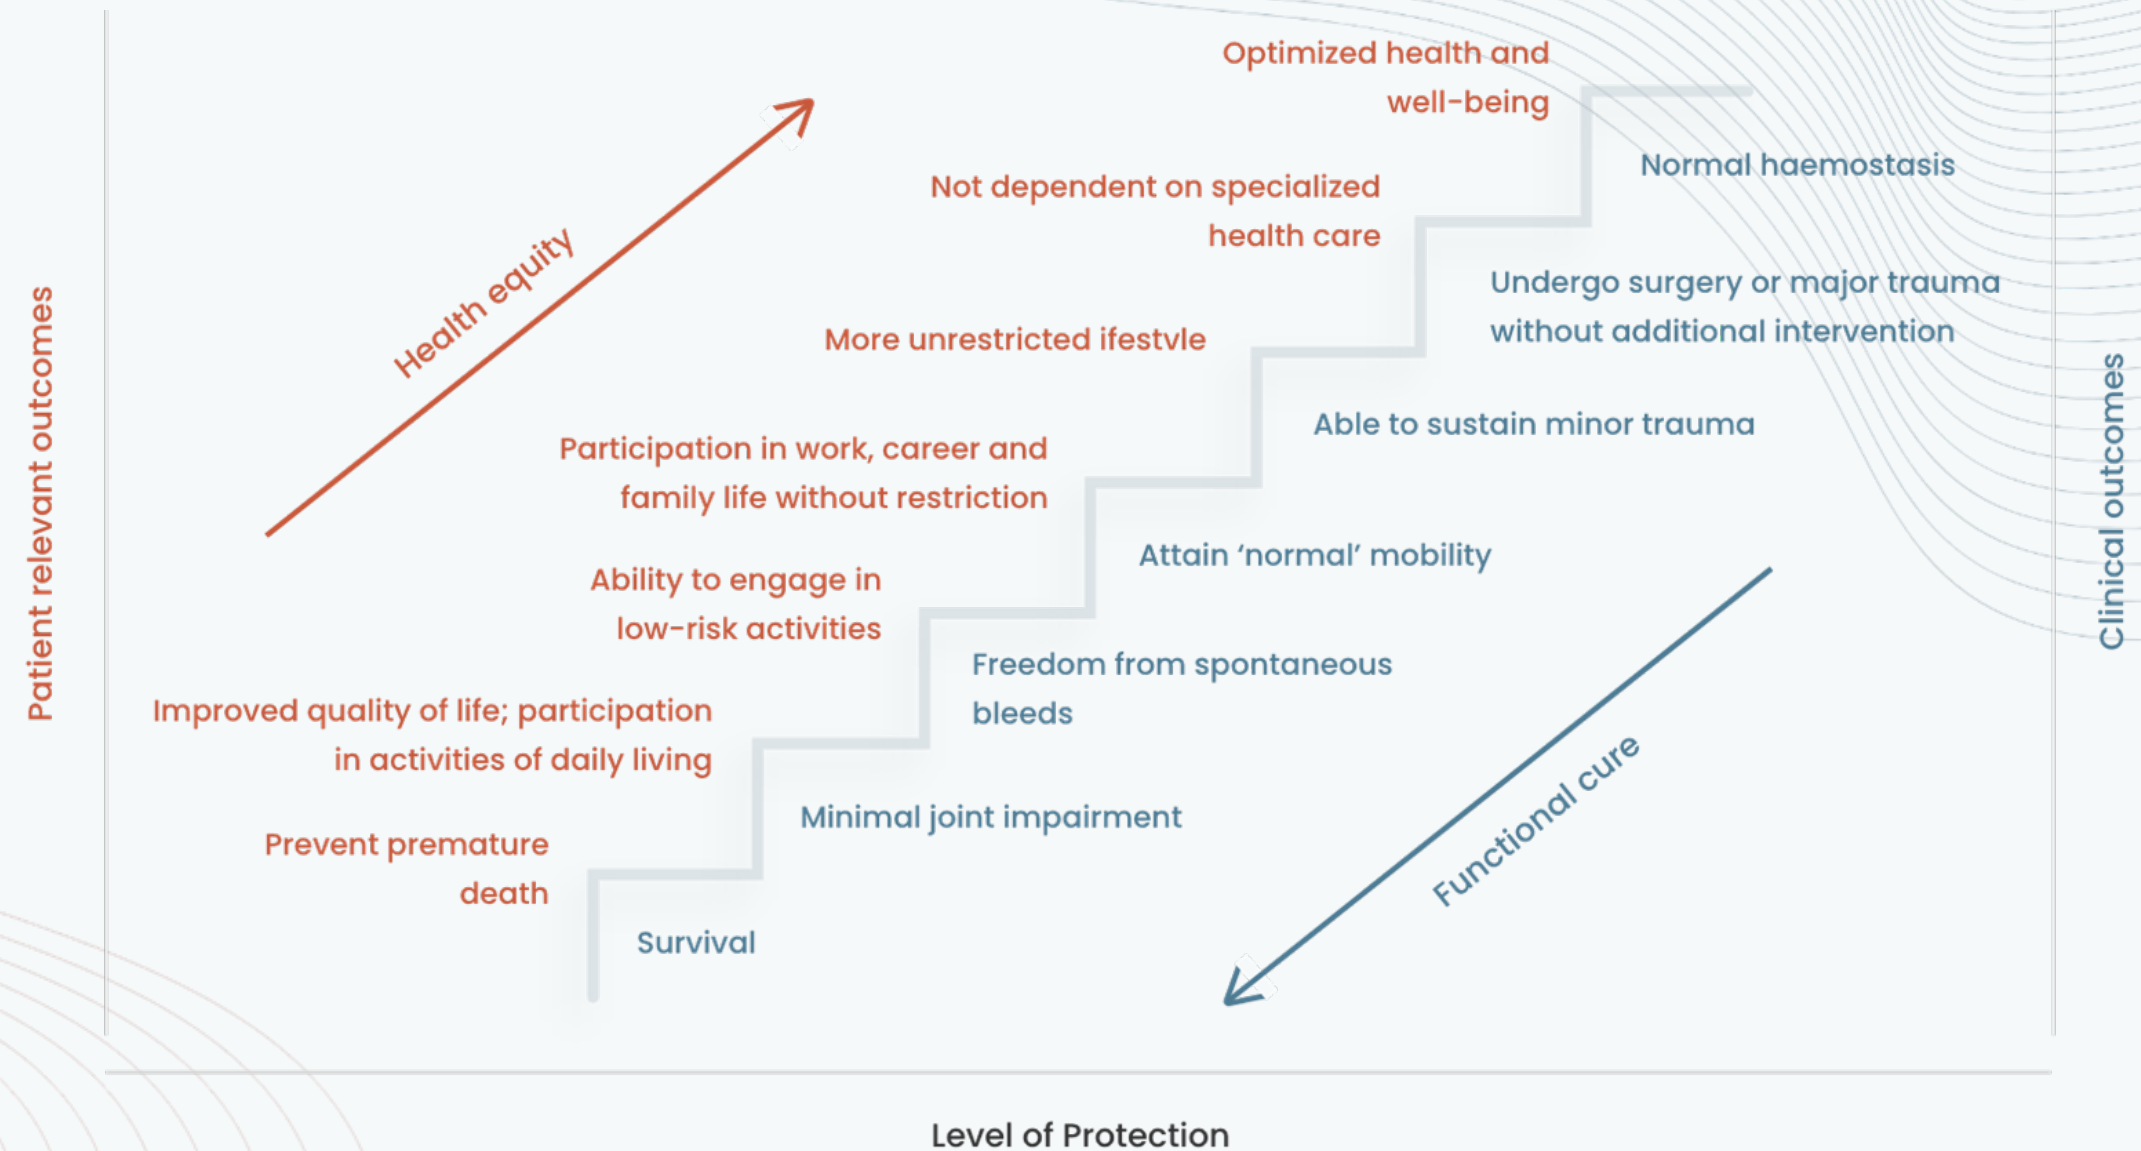 Optimized health and
well-being
Normal haemostasis
Not dependent on specialized
health care
Health equity
Undergo surgery or major trauma
without additional intervention
More unrestricted ifestvle
Able to sustain minor trauma
Participation in work, career and
family life without restriction
Attain ‘normal’ mobility
Ability to engage in
low-risk activities
Freedom from spontaneous
bleeds
Improved quality of life; participation
in activities of daily living
Minimal joint impairment
Functional cure
Prevent premature
death
Survival
Patient relevant outcomes
Clinical outcomes
Level of Protection